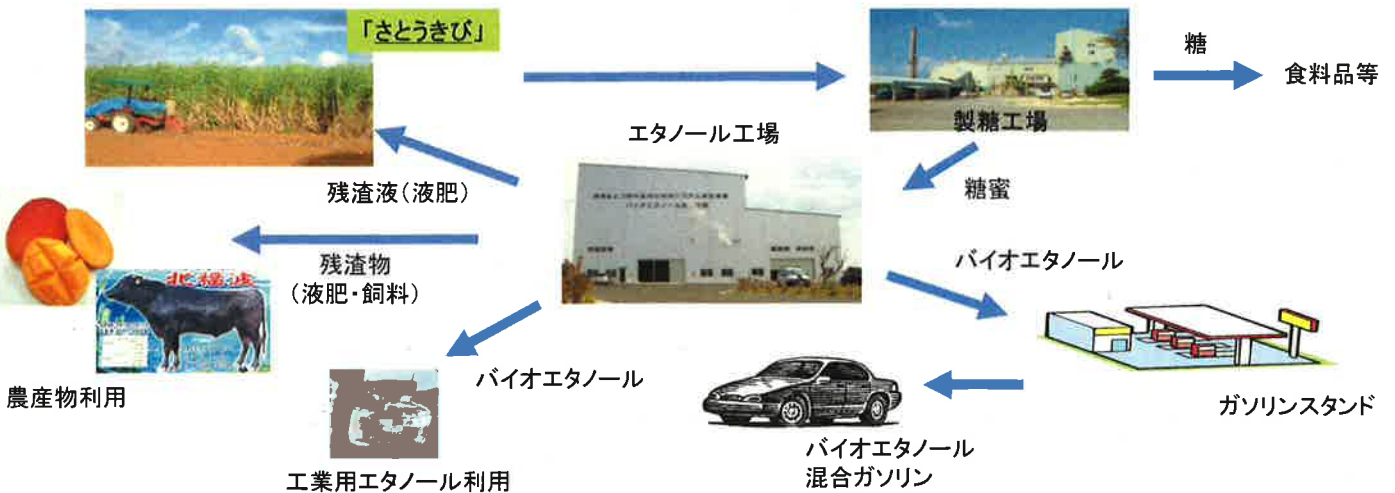 「さとうきび」
糖
食料品等
製糖工場
エタノール工場
糖蜜
残渣液(液肥)
残渣物
(液肥・飼料)
バイオエタノール
農産物利用
バイオエタノール
工業用エタノール利用
バイオエタノール
混合ガソリン
ガソリンスタンド